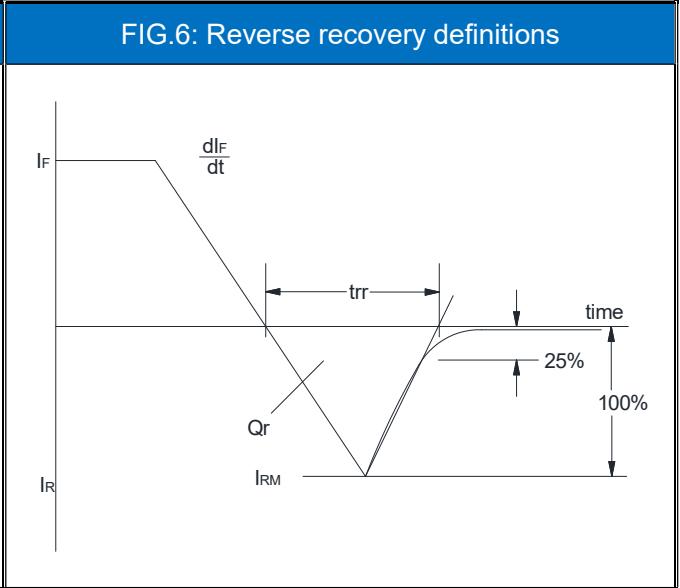 FIG.6: Reverse recovery definitions
IF
dIF
dt
trr
time
25%
100%
Qr
IRM
IR